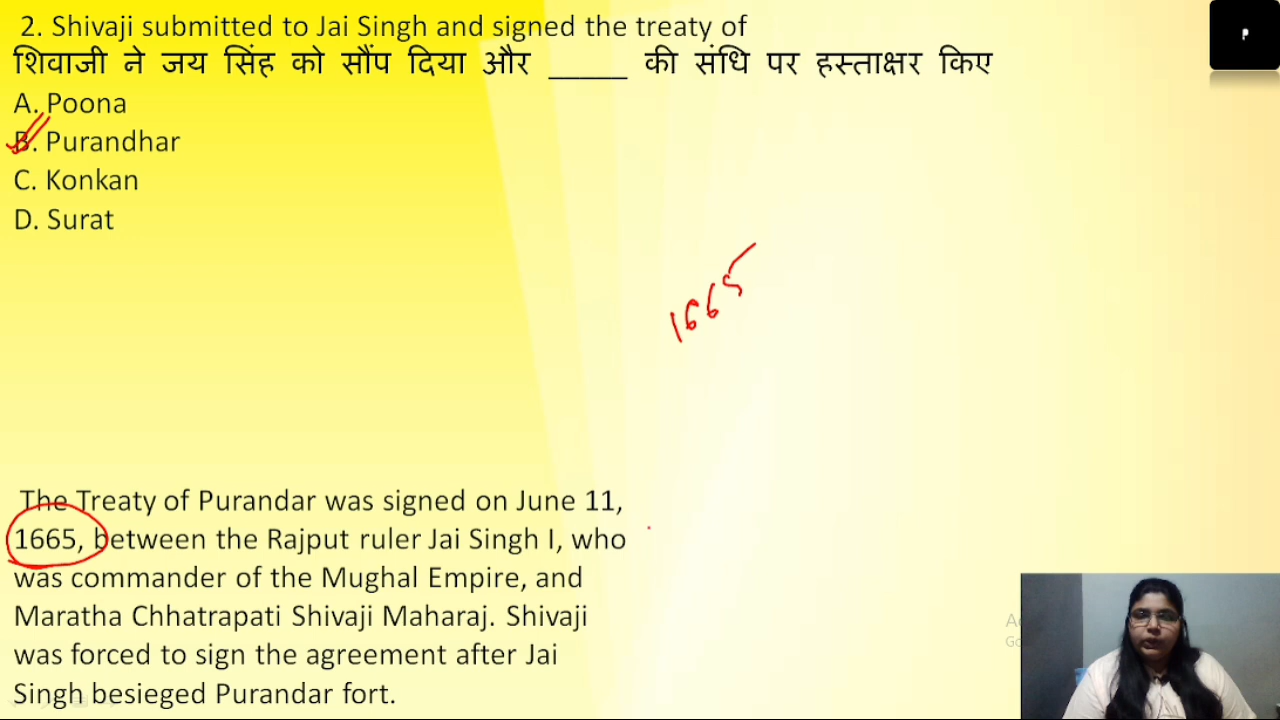 2. Shivaji submitted to Jai Singh and signed the treaty of
शिवाजी ने जय सिंह को सौंप दिया और _____ की संधि पर हस्ताक्षर किए
A. Poona
B. Purandhar
C. Konkan
D. Surat
1665
The Treaty of Purandar was signed on June 11,
1665, between the Rajput ruler Jai Singh I, who
was commander of the Mughal Empire, and
Maratha Chhatrapati Shivaji Maharaj. Shivaji
was forced to sign the agreement after Jai
Singh besieged Purandar fort.